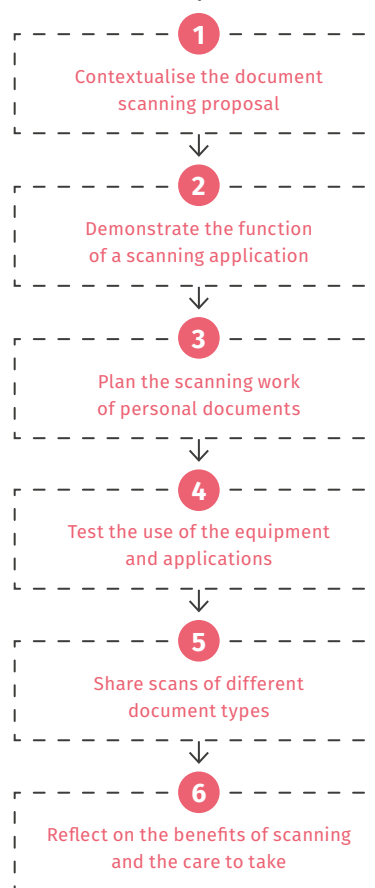 1
Contextualise the document
scanning proposal
2
Demonstrate the function
of a scanning application
3
Plan the scanning work
of personal documents
4
Test the use of the equipment
and applications
5
Share scans of different
document types
6
Reflect on the benefits of scanning
and the care to take